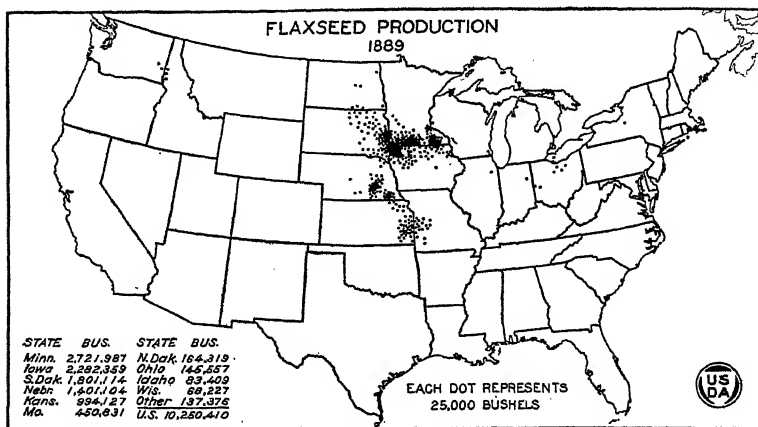 FLAXSEED PRODUCTION
1889
STATE BUS. STATE BUS.
Minn. 2,721,987 N.Dak. 164,319
Iowa 2,282,359 Ohio 145,557
S.Dak. 1,801,114 Idaho 83,409
Nebr. 1,401,104 Wis. 68,227
Kans. 994,127 Other 137,376
Mo. 450,831 U.S. 10,250,410
EACH DOT REPRESENTS
25,000 BUSHELS
US
DA